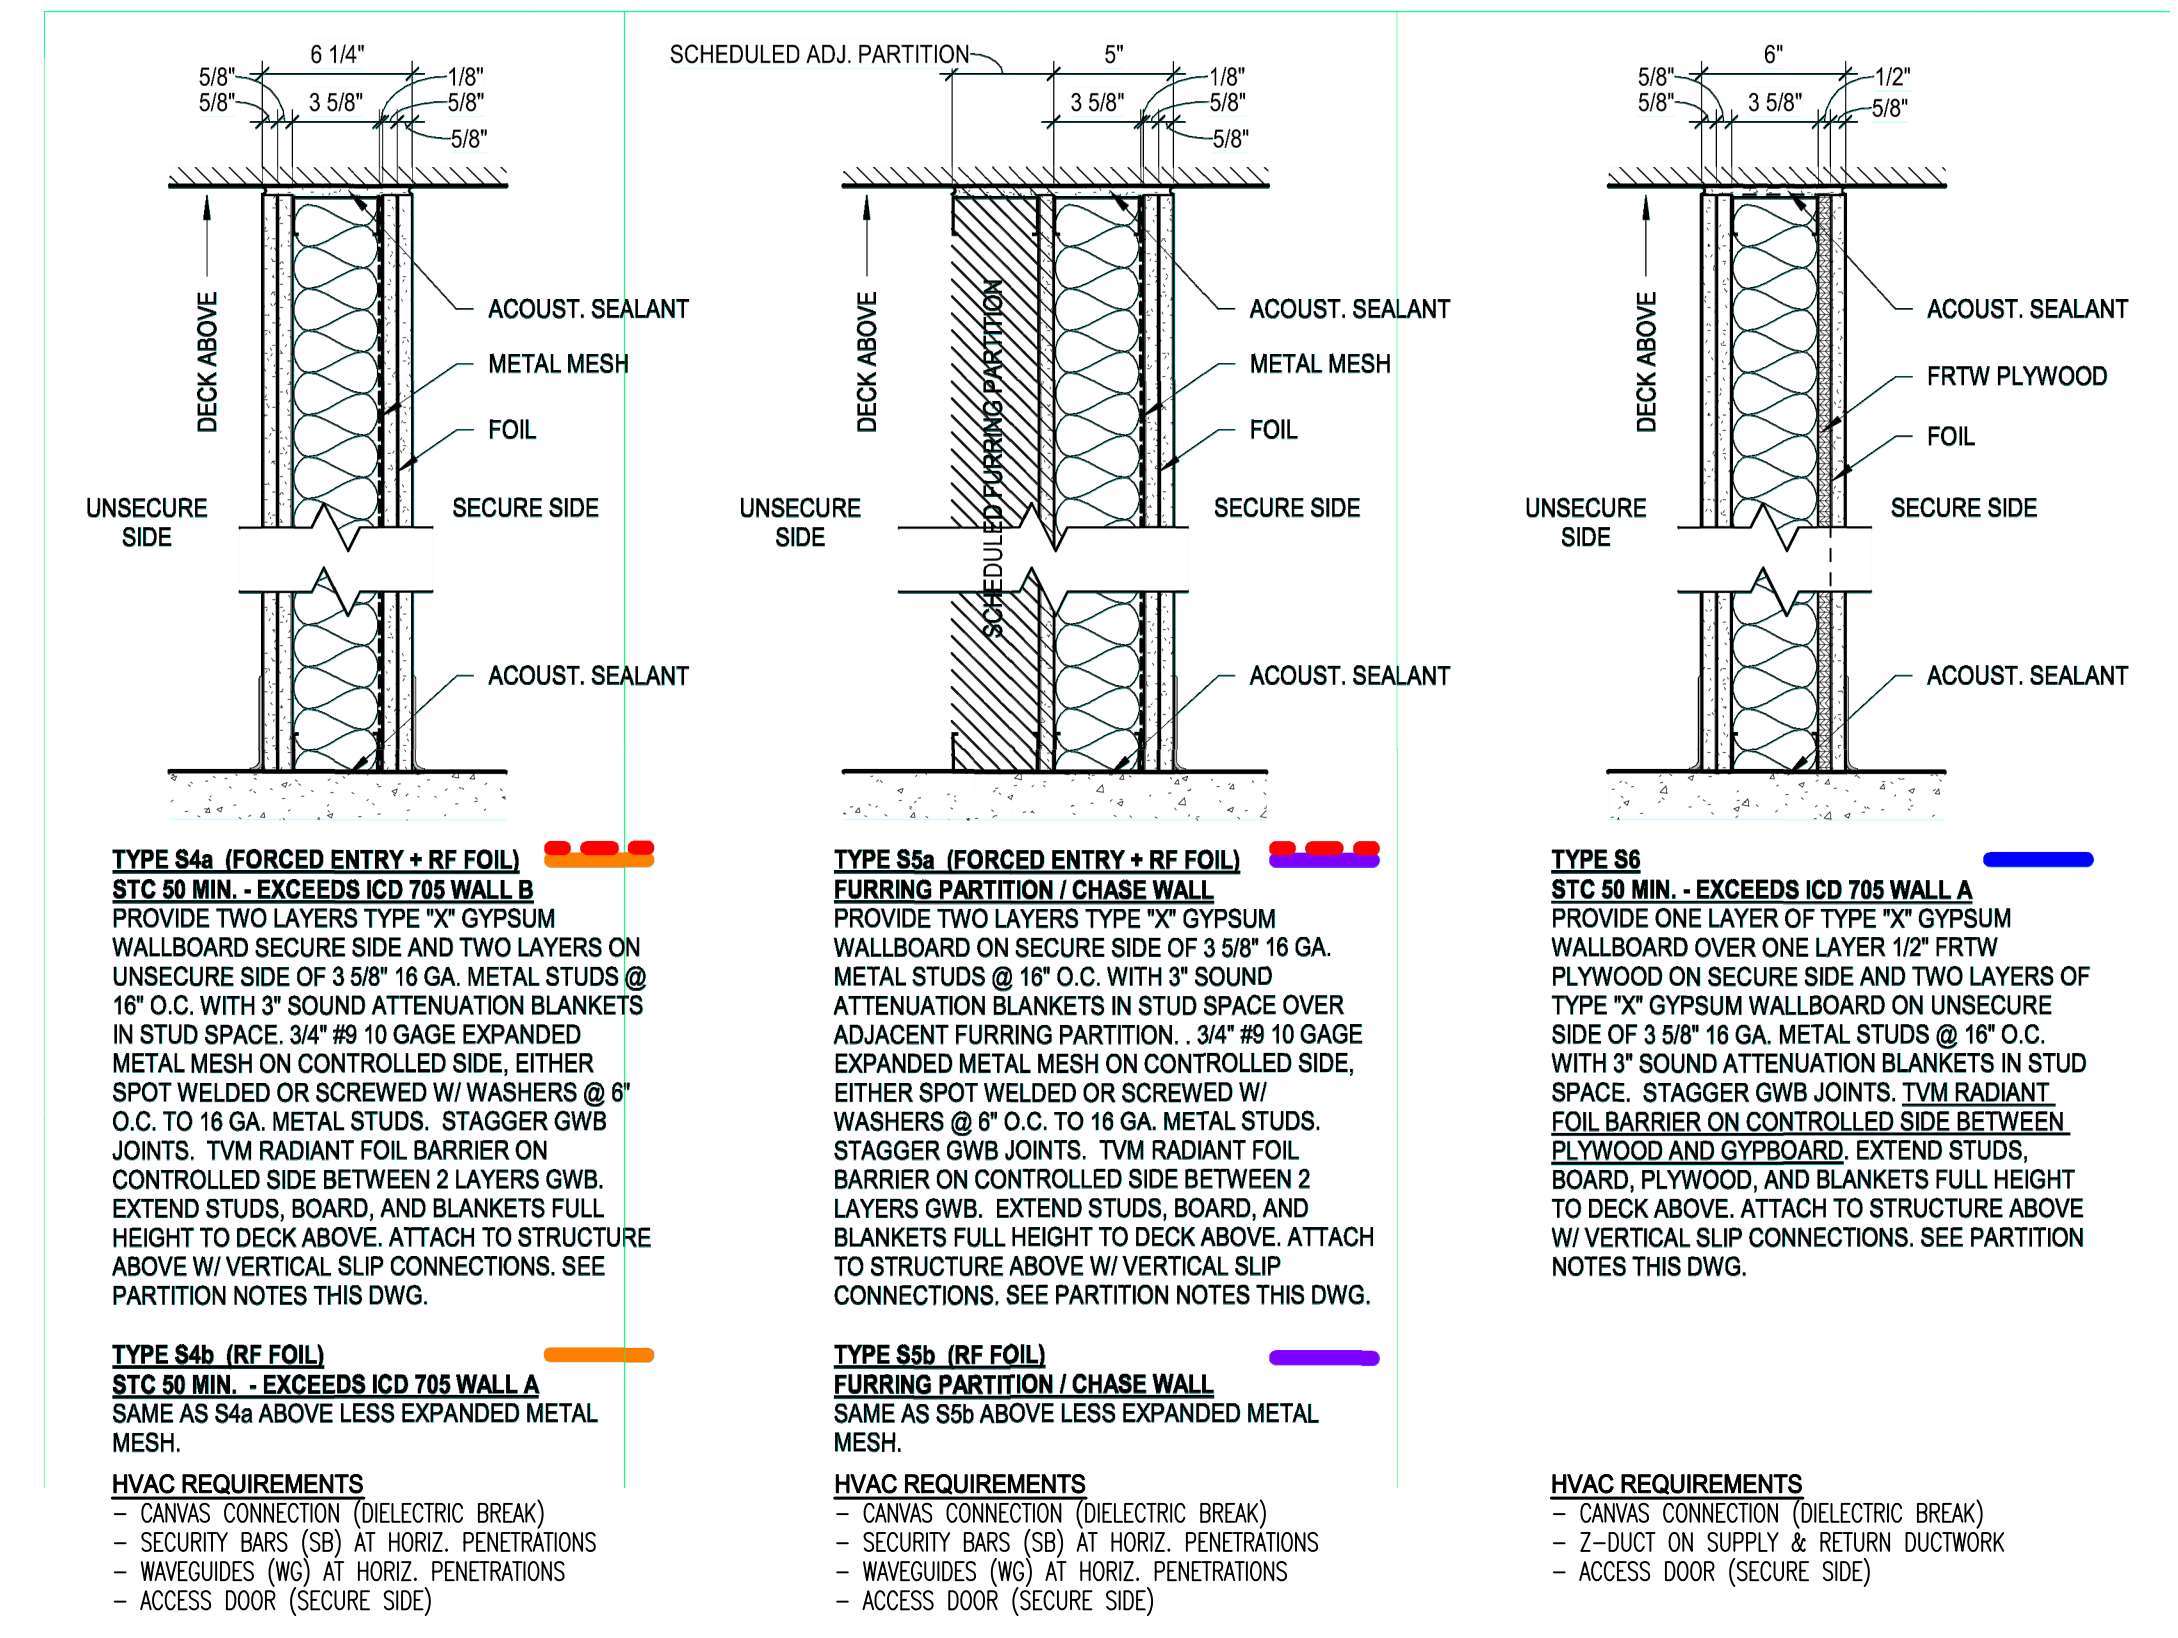 6 1/4"
5/8"
5/8"
3 5/8"
1/8"
5/8"
5/8"
DECK ABOVE
ACOUST. SEALANT
METAL MESH
FOIL
UNSECURE
SIDE
SECURE SIDE
ACOUST. SEALANT
TYPE S4a (FORCED ENTRY + RF FOIL)
STC 50 MIN. - EXCEEDS ICD 705 WALL B
PROVIDE TWO LAYERS TYPE "X" GYPSUM
WALLBOARD SECURE SIDE AND TWO LAYERS ON
UNSECURE SIDE OF 3 5/8" 16 GA. METAL STUDS @
16" O.C. WITH 3" SOUND ATTENUATION BLANKETS
IN STUD SPACE. 3/4" #9 10 GAGE EXPANDED
METAL MESH ON CONTROLLED SIDE, EITHER
SPOT WELDED OR SCREWED W/ WASHERS @ 6"
O.C. TO 16 GA. METAL STUDS. STAGGER GWB
JOINTS. TVM RADIANT FOIL BARRIER ON
CONTROLLED SIDE BETWEEN 2 LAYERS GWB.
EXTEND STUDS, BOARD, AND BLANKETS FULL
HEIGHT TO DECK ABOVE. ATTACH TO STRUCTURE
ABOVE W/ VERTICAL SLIP CONNECTIONS. SEE
PARTITION NOTES THIS DWG.
TYPE S4b (RF FOIL)
STC 50 MIN. - EXCEEDS ICD 705 WALL A
SAME AS S4a ABOVE LESS EXPANDED METAL
MESH.
HVAC REQUIREMENTS
- CANVAS CONNECTION (DIELECTRIC BREAK)
- SECURITY BARS (SB) AT HORIZ. PENETRATIONS
- WAVEGUIDES (WG) AT HORIZ. PENETRATIONS
- ACCESS DOOR (SECURE SIDE)
SCHEDULED ADJ. PARTITION
5"
3 5/8"
1/8"
5/8"
5/8"
DECK ABOVE
SCHEDULED FURRING PARTITION
ACOUST. SEALANT
METAL MESH
FOIL
UNSECURE
SIDE
SECURE SIDE
ACOUST. SEALANT
TYPE S5a (FORCED ENTRY + RF FOIL)
FURRING PARTITION / CHASE WALL
PROVIDE TWO LAYERS TYPE "X" GYPSUM
WALLBOARD ON SECURE SIDE OF 3 5/8" 16 GA.
METAL STUDS @ 16" O.C. WITH 3" SOUND
ATTENUATION BLANKETS IN STUD SPACE OVER
ADJACENT FURRING PARTITION. . 3/4" #9 10 GAGE
EXPANDED METAL MESH ON CONTROLLED SIDE,
EITHER SPOT WELDED OR SCREWED W/
WASHERS @ 6" O.C. TO 16 GA. METAL STUDS.
STAGGER GWB JOINTS. TVM RADIANT FOIL
BARRIER ON CONTROLLED SIDE BETWEEN 2
LAYERS GWB. EXTEND STUDS, BOARD, AND
BLANKETS FULL HEIGHT TO DECK ABOVE. ATTACH
TO STRUCTURE ABOVE W/ VERTICAL SLIP
CONNECTIONS. SEE PARTITION NOTES THIS DWG.
TYPE S5b (RF FOIL)
FURRING PARTITION / CHASE WALL
SAME AS S5b ABOVE LESS EXPANDED METAL
MESH.
HVAC REQUIREMENTS
- CANVAS CONNECTION (DIELECTRIC BREAK)
- SECURITY BARS (SB) AT HORIZ. PENETRATIONS
- WAVEGUIDES (WG) AT HORIZ. PENETRATIONS
- ACCESS DOOR (SECURE SIDE)
6"
5/8"
5/8"
3 5/8"
1/2"
5/8"
DECK ABOVE
ACOUST. SEALANT
FRTW PLYWOOD
FOIL
UNSECURE
SIDE
SECURE SIDE
ACOUST. SEALANT
TYPE S6
STC 50 MIN. - EXCEEDS ICD 705 WALL A
PROVIDE ONE LAYER OF TYPE "X" GYPSUM
WALLBOARD OVER ONE LAYER 1/2" FRTW
PLYWOOD ON SECURE SIDE AND TWO LAYERS OF
TYPE "X" GYPSUM WALLBOARD ON UNSECURE
SIDE OF 3 5/8" 16 GA. METAL STUDS @ 16" O.C.
WITH 3" SOUND ATTENUATION BLANKETS IN STUD
SPACE. STAGGER GWB JOINTS. TVM RADIANT
FOIL BARRIER ON CONTROLLED SIDE BETWEEN
PLYWOOD AND GYPBOARD. EXTEND STUDS,
BOARD, PLYWOOD, AND BLANKETS FULL HEIGHT
TO DECK ABOVE. ATTACH TO STRUCTURE ABOVE
W/ VERTICAL SLIP CONNECTIONS. SEE PARTITION
NOTES THIS DWG.
HVAC REQUIREMENTS
- CANVAS CONNECTION (DIELECTRIC BREAK)
- Z-DUCT ON SUPPLY & RETURN DUCTWORK
- ACCESS DOOR (SECURE SIDE)